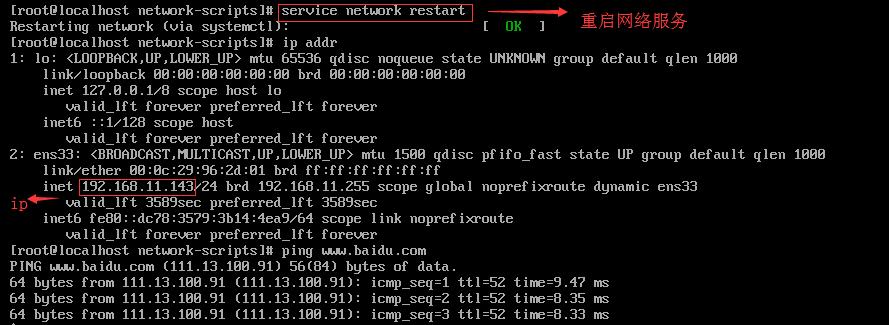 [root@localhost network-scripts]# service network restart
重启网络服务
Restarting network (via systemctl): [ OK ]
[root@localhost network-scripts]# ip addr
1: lo: <LOOPBACK,UP,LOWER_UP> mtu 65536 qdisc noqueue state UNKNOWN group default qlen 1000
link/loopback 00:00:00:00:00:00 brd 00:00:00:00:00:00
inet 127.0.0.1/8 scope host lo
valid_lft forever preferred_lft forever
inet6 ::1/128 scope host
valid_lft forever preferred_lft forever
2: ens33: <BROADCAST,MULTICAST,UP,LOWER_UP> mtu 1500 qdisc pfifo_fast state UP group default qlen 1000
link/ether 00:0c:29:96:2d:01 brd ff:ff:ff:ff:ff:ff
inet 192.168.11.143/24 brd 192.168.11.255 scope global noprefixroute dynamic ens33
ip
valid_lft 3589sec preferred_lft 3589sec
inet6 fe80::dc78:3579:3b14:4ea9/64 scope link noprefixroute
valid_lft forever preferred_lft forever
[root@localhost network-scripts]# ping www.baidu.com
PING www.baidu.com (111.13.100.91) 56(84) bytes of data.
64 bytes from 111.13.100.91 (111.13.100.91): icmp_seq=1 ttl=52 time=9.47 ms
64 bytes from 111.13.100.91 (111.13.100.91): icmp_seq=2 ttl=52 time=8.35 ms
64 bytes from 111.13.100.91 (111.13.100.91): icmp_seq=3 ttl=52 time=8.33 ms